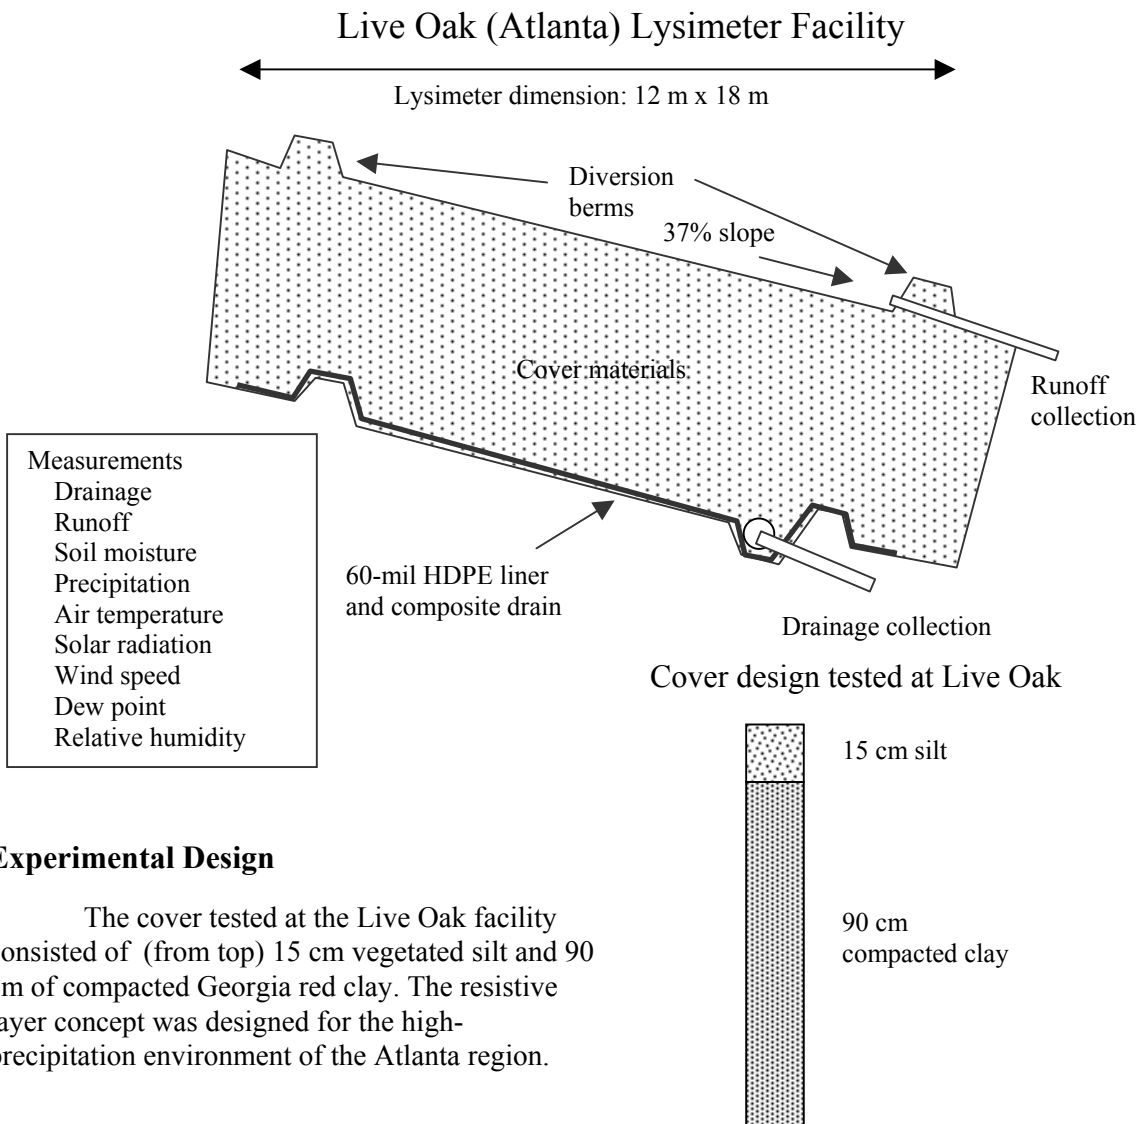 Live Oak (Atlanta) Lysimeter Facility
Lysimeter dimension: 12 m x 18 m
Diversion
berms
37% slope
Cover materials
Runoff
collection
Measurements
Drainage
Runoff
Soil moisture
Precipitation
Air temperature
Solar radiation
Wind speed
Dew point
Relative humidity
60-mil HDPE liner
and composite drain
Drainage collection
Cover design tested at Live Oak
15 cm silt
90 cm
compacted clay
Experimental Design
The cover tested at the Live Oak facility
onsisted of (from top) 15 cm vegetated silt and 90
m of compacted Georgia red clay. The resistive
ayer concept was designed for the high-
precipitation environment of the Atlanta region.